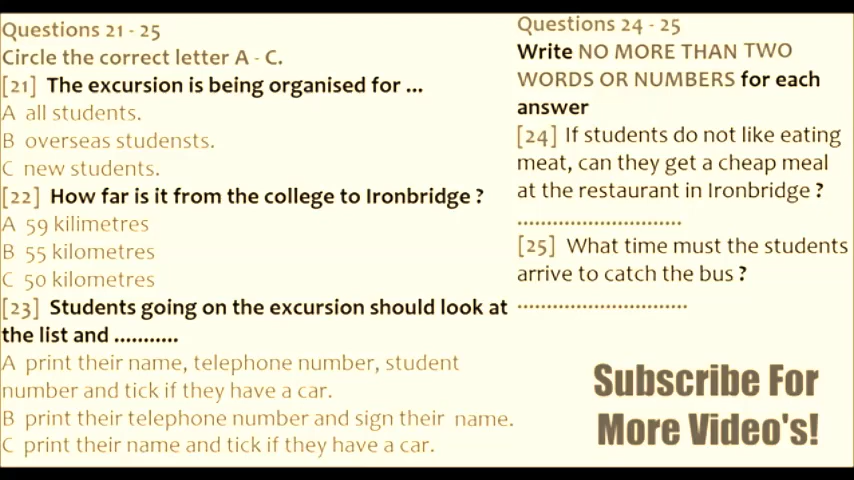 Questions 21 - 25
Circle the correct letter A - C.
[21] The excursion is being organised for ...
A all students.
B overseas studensts.
C new students.
[22] How far is it from the college to Ironbridge ?
A 59 kilimetres
B 55 kilometres
C 50 kilometres
[23] Students going on the excursion should look at
the list and ...........
A print their name, telephone number, student
number and tick if they have a car.
B print their telephone number and sign their name.
C print their name and tick if they have a car.
Questions 24 - 25
Write NO MORE THAN TWO
WORDS OR NUMBERS for each
answer
[24] If students do not like eating
meat, can they get a cheap meal
at the restaurant in Ironbridge ?
............................
[25] What time must the students
arrive to catch the bus ?
.............................
Subscribe For
More Video's!